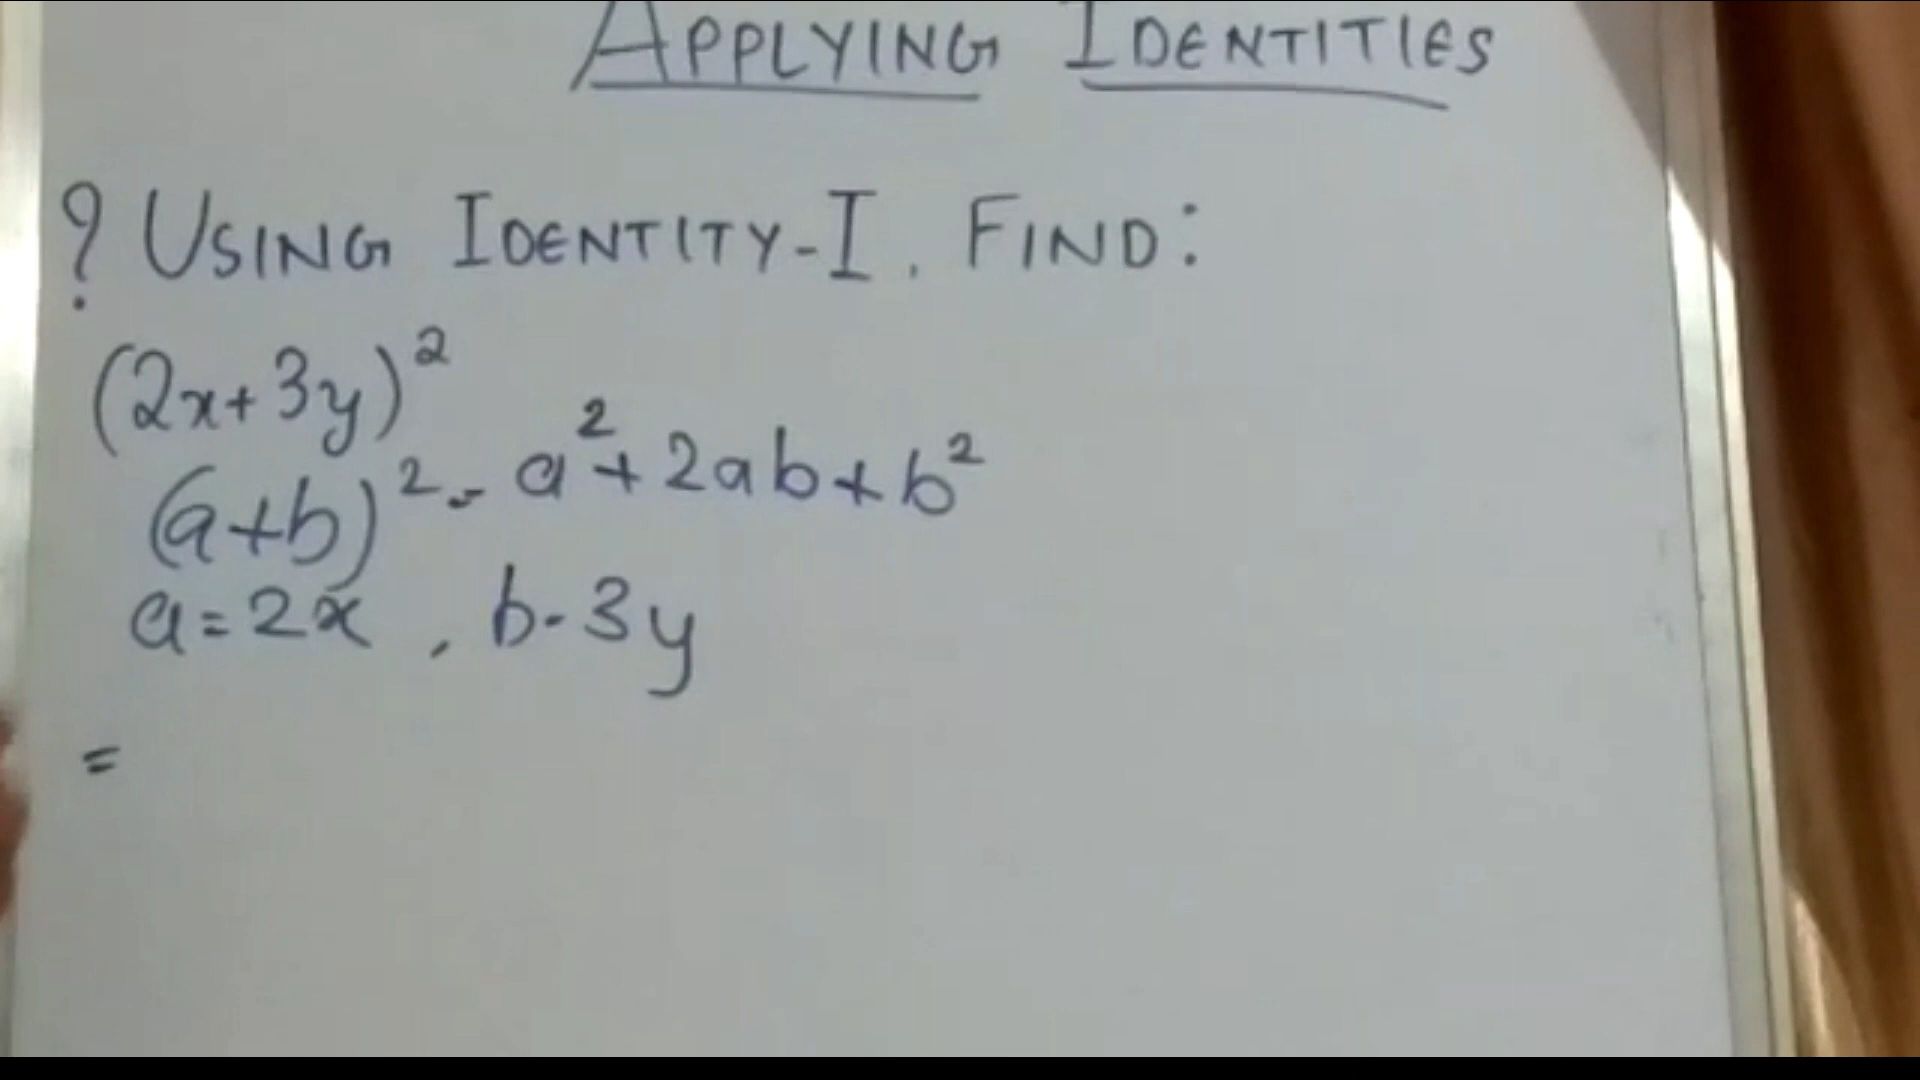 APPLYING IDENTITIES
? USING IDENTITY-I, FIND:
(2x+3y)²
(a+b)² = a²+2ab+b²
a=2x, b-3y
=